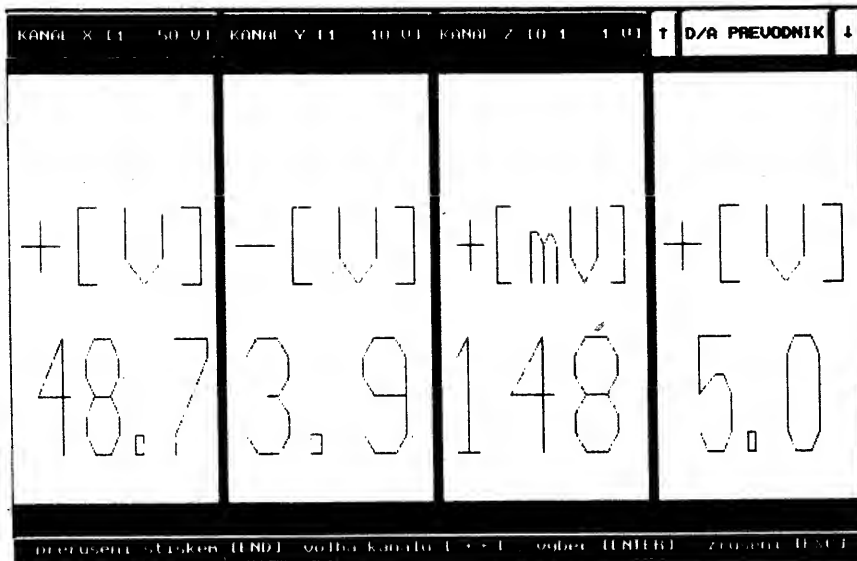 KANAL X [1 50 V] KANAL Y [1 10 V] KANAL Z [0.1 1 V] ↑ D/A PREVODNIK ↓
+[V] -[V] +[mV] +[V]
48.7 3.9 148 5.0
preruseni stiskem [END] volba kanalu [ ] vyber [ENTER] zruseni [ESC]